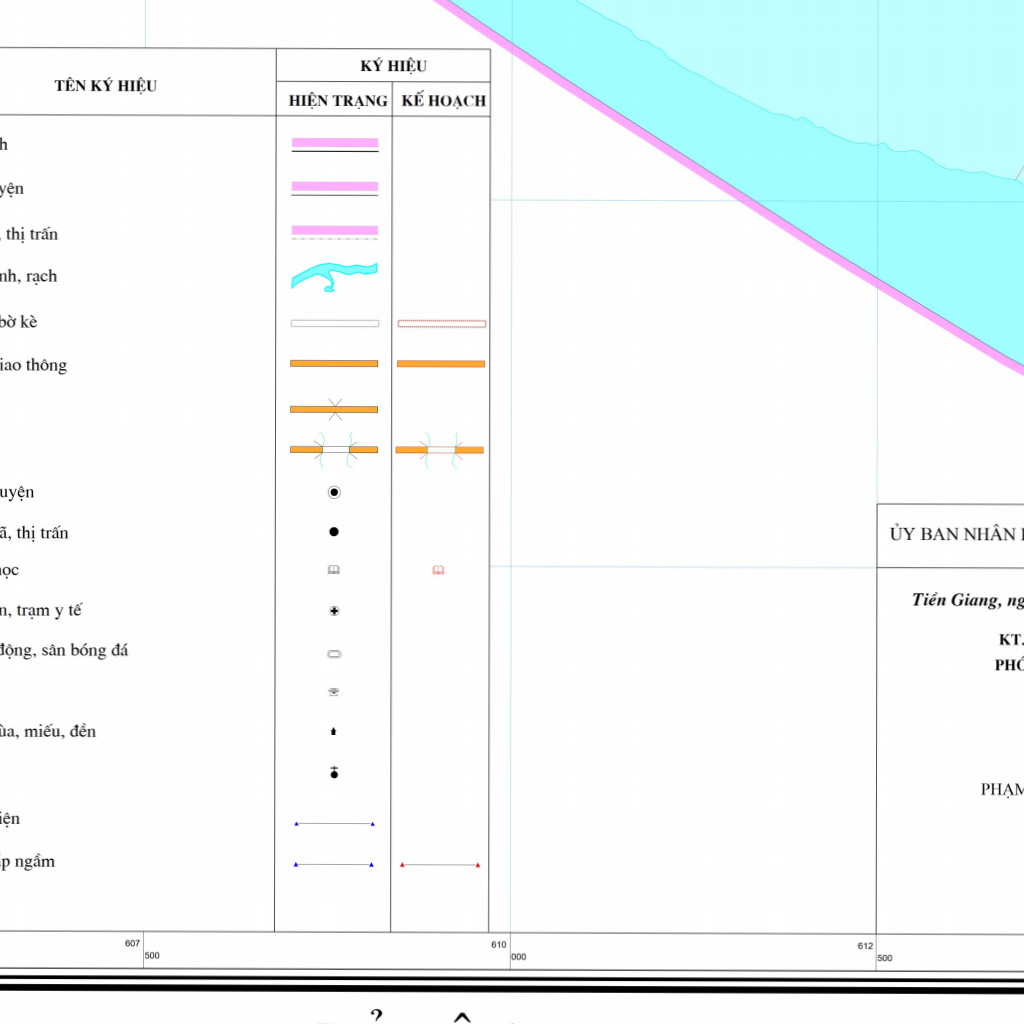 KÝ HIỆU
TÊN KÝ HIỆU
HIỆN TRẠNG
KẾ HOẠCH
h
yện
, thị trấn
nh, rạch
bờ kè
iao thông
uyện
ã, thị trấn
 học
n, trạm y tế
động, sân bóng đá
ùa, miếu, đền
iện
áp ngầm
ỦY BAN NHÂN
Tiền Giang, ng
KT.
PHÓ
PHẠM
607
500
610
000
612
500